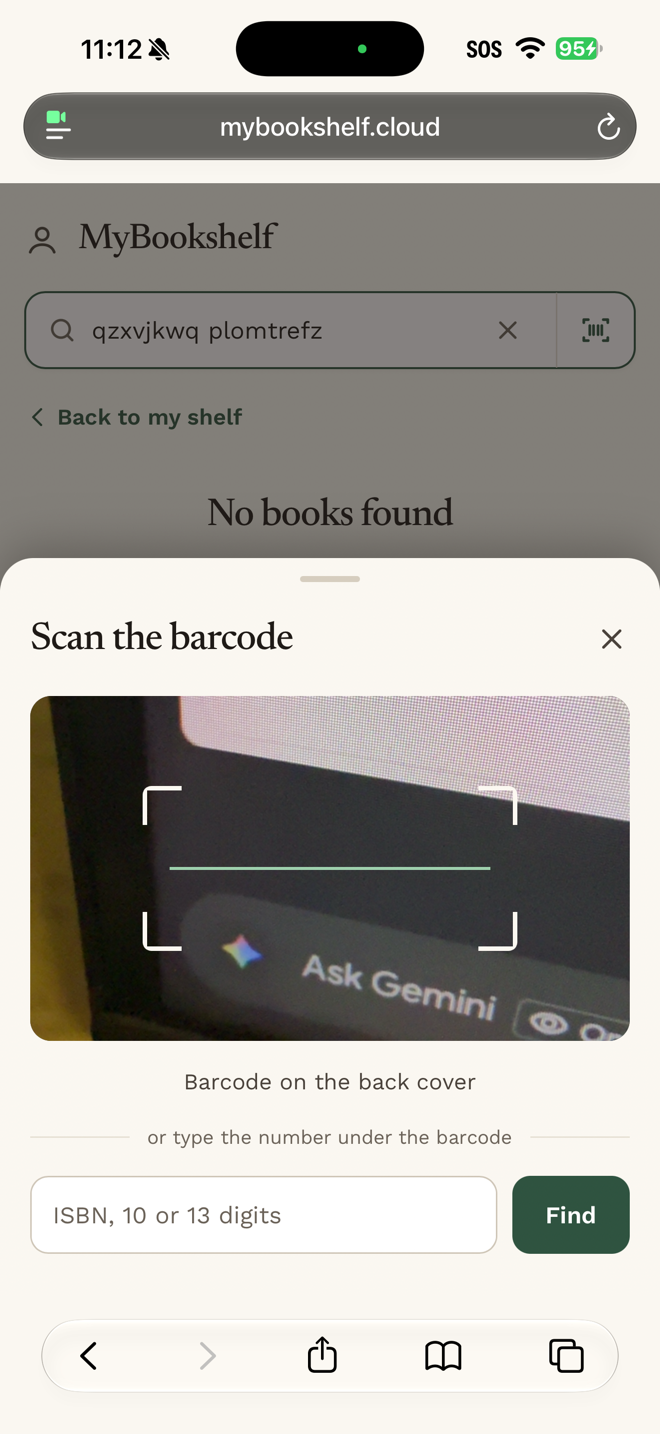 11:12
SOS
95
mybookshelf.cloud
MyBookshelf
qzxvjkwq plomtrefz
Back to my shelf
No books found
Scan the barcode
Ask Gemini
Barcode on the back cover
or type the number under the barcode
ISBN, 10 or 13 digits
Find